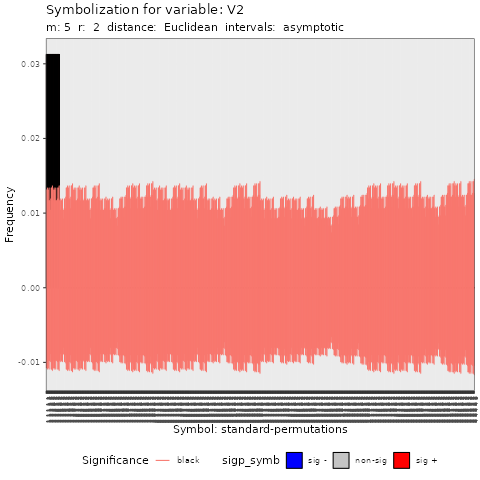 Symbolization for variable: V2
m: 5 r: 2 distance: Euclidean intervals: asymptotic
0.03
0.02
0.01
0.00
-0.01
Frequency
Symbol: standard-permutations
Significance black sigp_symb sig - non-sig sig +